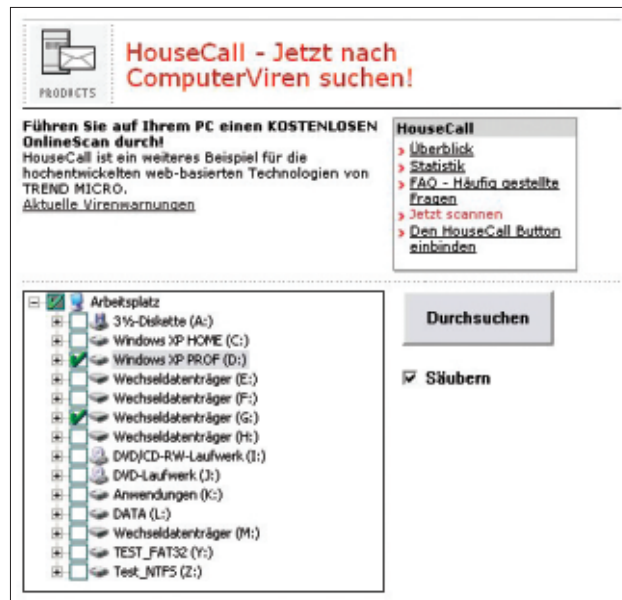 HouseCall - Jetzt nach
ComputerViren suchen!
PRODUCTS
Führen Sie auf Ihrem PC einen KOSTENLOSEN
OnlineScan durch!
HouseCall ist ein weiteres Beispiel für die
hochentwickelten web-basierten Technologien von
TREND MICRO.
Aktuelle Virenwarnungen
HouseCall
Überblick
Statistik
FAQ - Häufig gestellte
Fragen
Jetzt scannen
Den HouseCall Button
einbinden
Arbeitsplatz
3½-Diskette (A:)
Windows XP HOME (C:)
Windows XP PROF (D:)
Wechseldatenträger (E:)
Wechseldatenträger (F:)
Wechseldatenträger (G:)
Wechseldatenträger (H:)
DVD/CD-RW-Laufwerk (I:)
DVD-Laufwerk (J:)
Anwendungen (K:)
DATA (L:)
Wechseldatenträger (M:)
TEST_FAT32 (Y:)
Test_NTFS (Z:)
Durchsuchen
Säubern